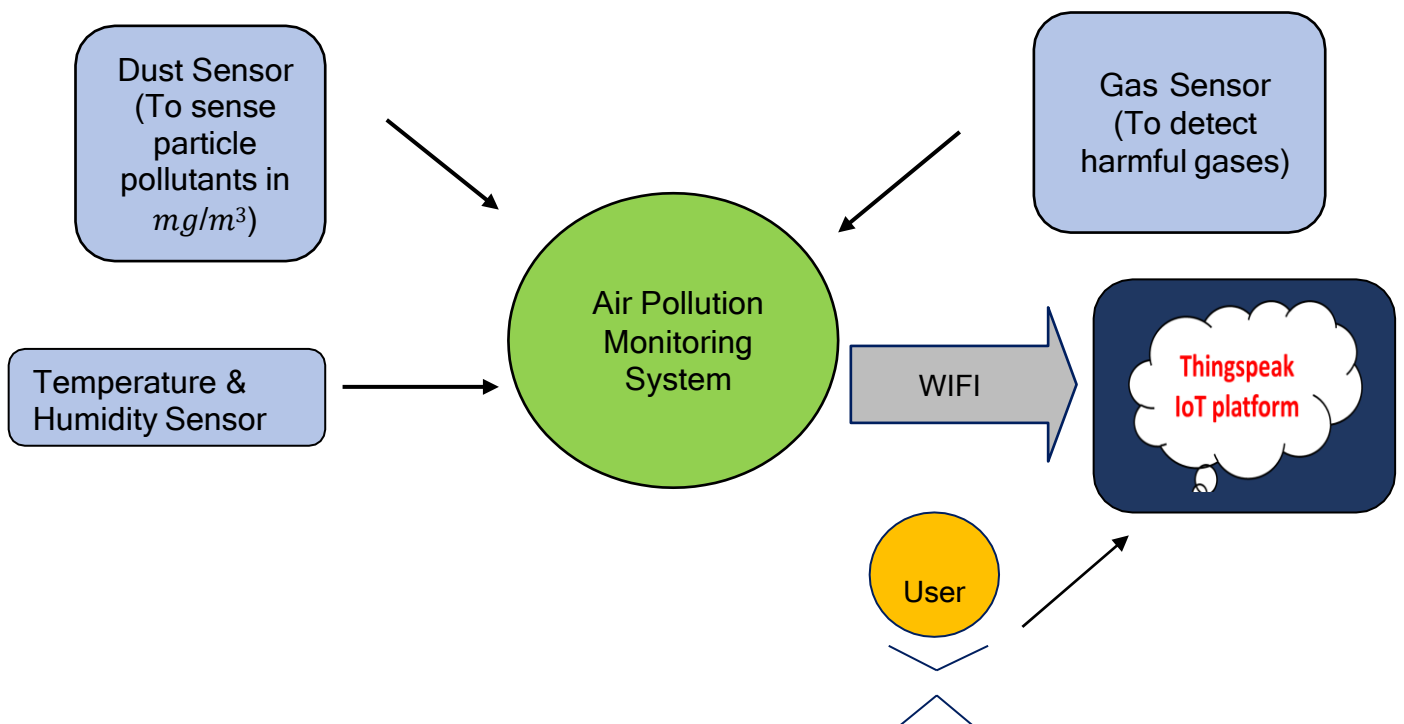 Dust Sensor
(To sense
particle
pollutants in
mg/m³)
Gas Sensor
(To detect
harmful gases)
Air Pollution
Monitoring
System
Temperature &
Humidity Sensor
WIFI
Thingspeak
IoT platform
User